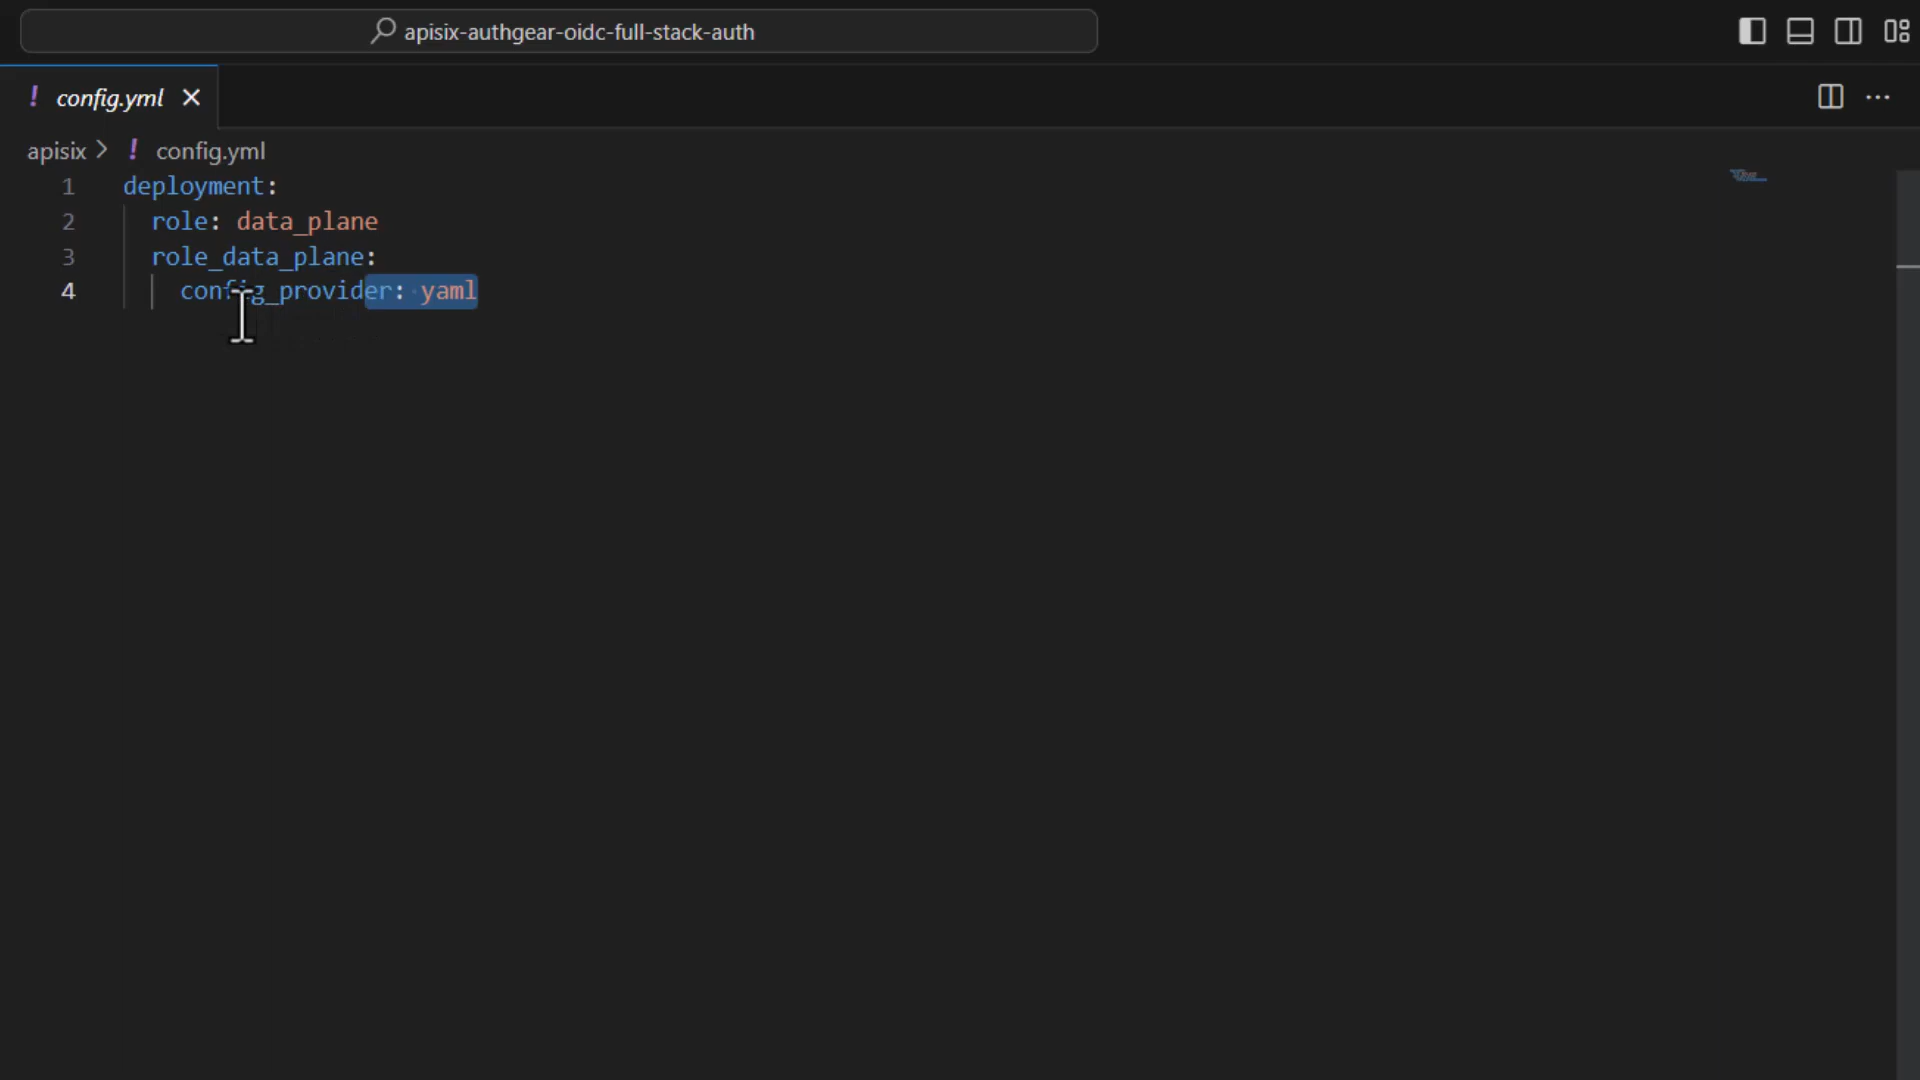 apisix-authgear-oidc-full-stack-auth
! config.yml
apisix > ! config.yml
1 deployment:
2   role: data_plane
3   role_data_plane:
4     config_provider: yaml